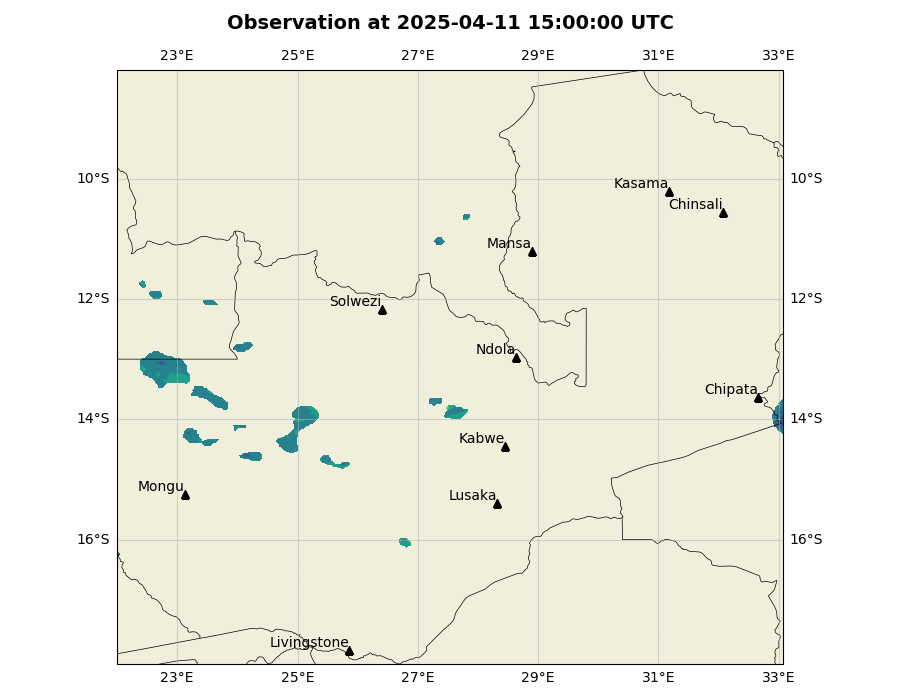 Observation at 2025-04-11 15:00:00 UTC
23°E 25°E 27°E 29°E 31°E 33°E
10°S 10°S
Kasama
Chinsali
Mansa
12°S 12°S
Solwezi
Ndola
Chipata
14°S 14°S
Kabwe
Mongu
Lusaka
16°S 16°S
Livingstone
23°E 25°E 27°E 29°E 31°E 33°E